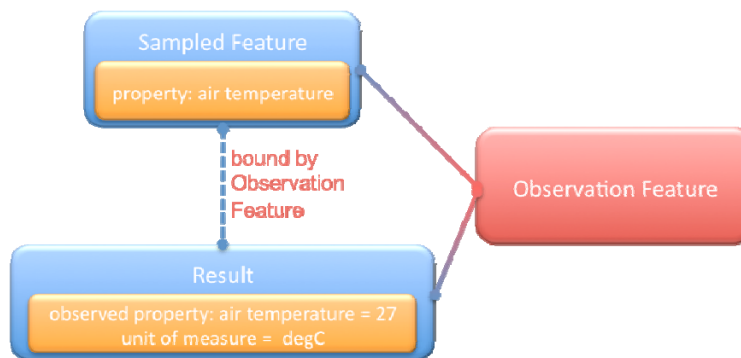 Sampled Feature
property: air temperature
bound by
Observation
Feature
Observation Feature
Result
observed property: air temperature = 27
unit of measure = degC